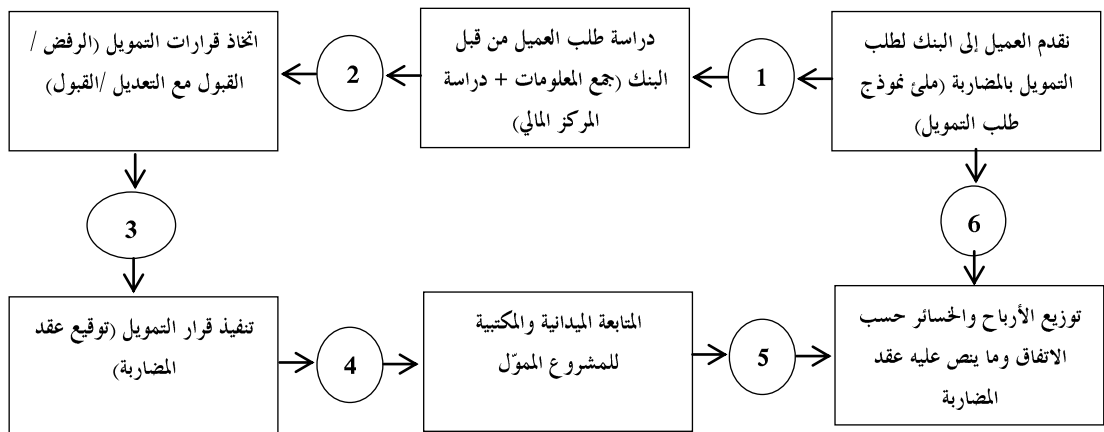 نقدم العميل إلى البنك لطلب
التمويل بالمضاربة (ملئ نموذج
طلب التمويل)
1
دراسة طلب العميل من قبل
البنك (جمع المعلومات + دراسة
المركز المالي)
2
اتخاذ قرارات التمويل (الرفض /
القبول مع التعديل /القبول)
3
تنفيذ قرار التمويل (توقيع عقد
المضاربة)
4
المتابعة الميدانية والمكتبية
للمشروع المموّل
5
توزيع الأرباح والخسائر حسب
الاتفاق وما ينص عليه عقد
المضاربة
6